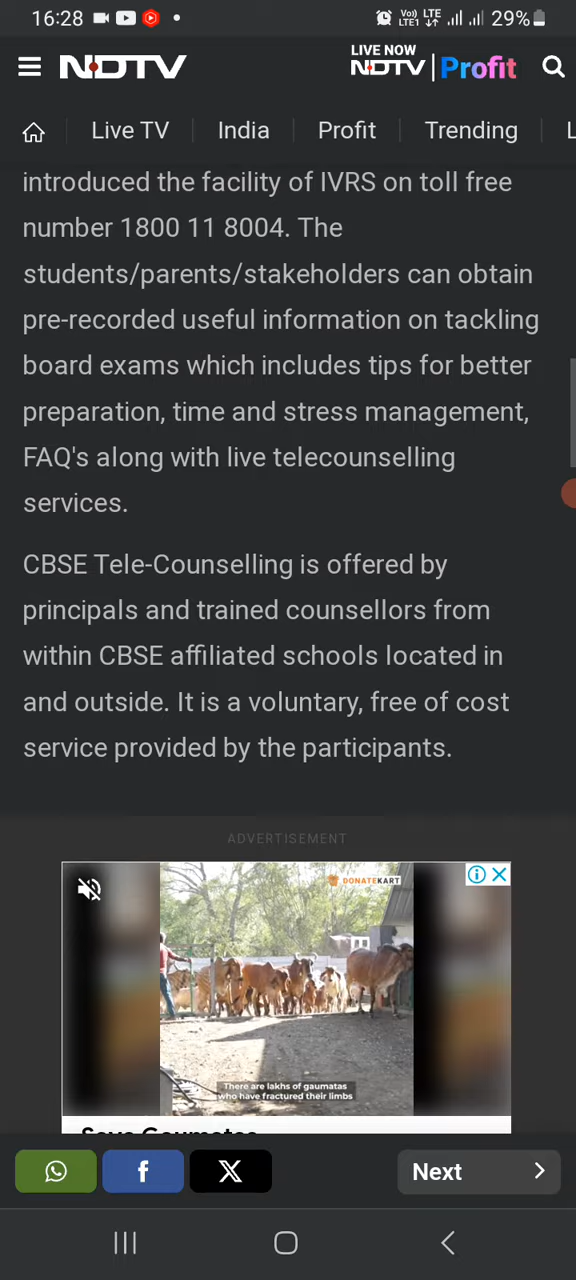 16:28 Vo)) LTE LTE1 29%
NDTV
LIVE NOW
NDTV | Profit
Live TV India Profit Trending L
introduced the facility of IVRS on toll free
number 1800 11 8004. The
students/parents/stakeholders can obtain
pre-recorded useful information on tackling
board exams which includes tips for better
preparation, time and stress management,
FAQ's along with live telecounselling
services.
CBSE Tele-Counselling is offered by
principals and trained counsellors from
within CBSE affiliated schools located in
and outside. It is a voluntary, free of cost
service provided by the participants.
ADVERTISEMENT
DONATEKART
There are lakhs of gaumatas
who have fractured their limbs
Save Gaumatas
Next